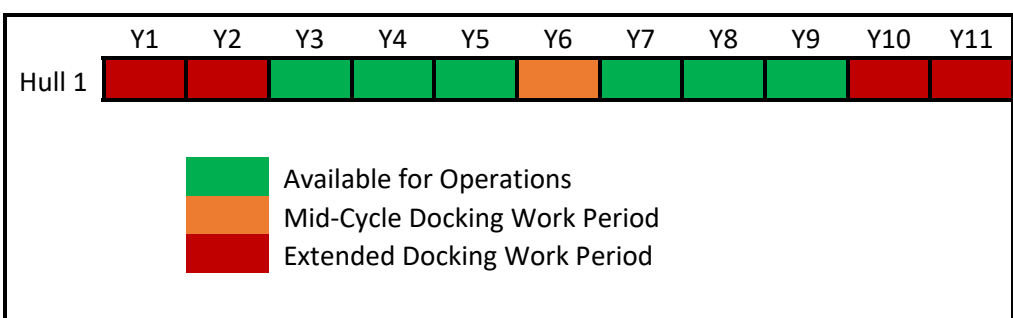 Y1 Y2 Y3 Y4 Y5 Y6 Y7 Y8 Y9 Y10 Y11
Hull 1
Available for Operations
Mid-Cycle Docking Work Period
Extended Docking Work Period